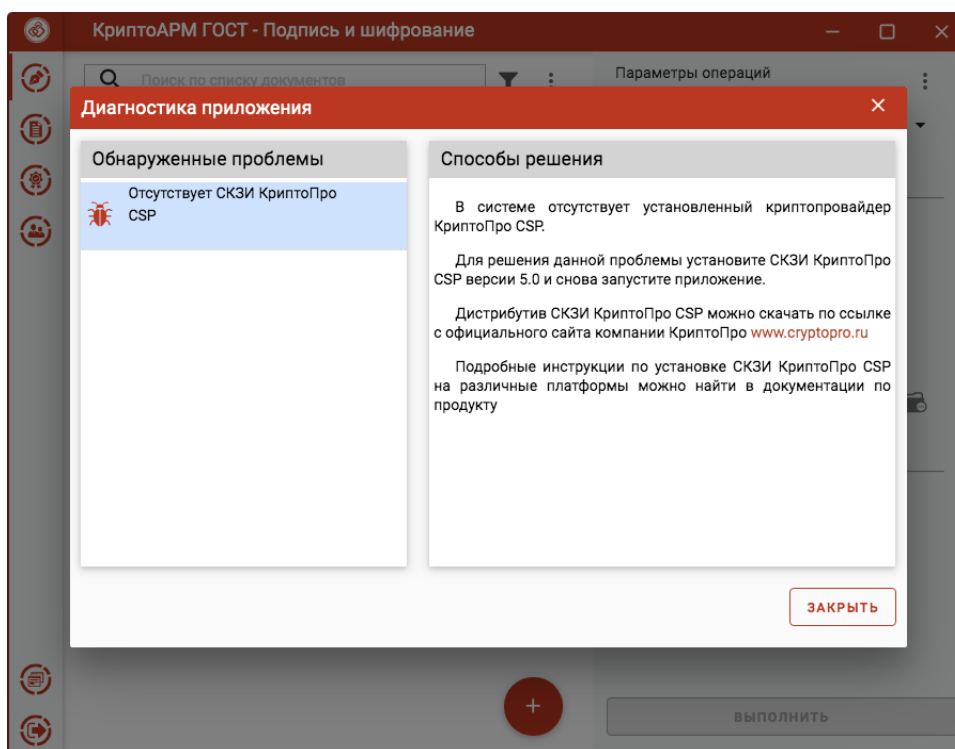 КриптоАРМ ГОСТ - Подпись и шифрование
Поиск по списку документов
Параметры операций
Диагностика приложения
Обнаруженные проблемы
Отсутствует СКЗИ КриптоПро
CSP
Способы решения
В системе отсутствует установленный криптопровайдер
КриптоПро CSP.
Для решения данной проблемы установите СКЗИ КриптоПро
CSP версии 5.0 и снова запустите приложение.
Дистрибутив СКЗИ КриптоПро CSP можно скачать по ссылке
с официального сайта компании КриптоПро www.cryptopro.ru
Подробные инструкции по установке СКЗИ КриптоПро CSP
на различные платформы можно найти в документации по
продукту
ЗАКРЫТЬ
ВЫПОЛНИТЬ